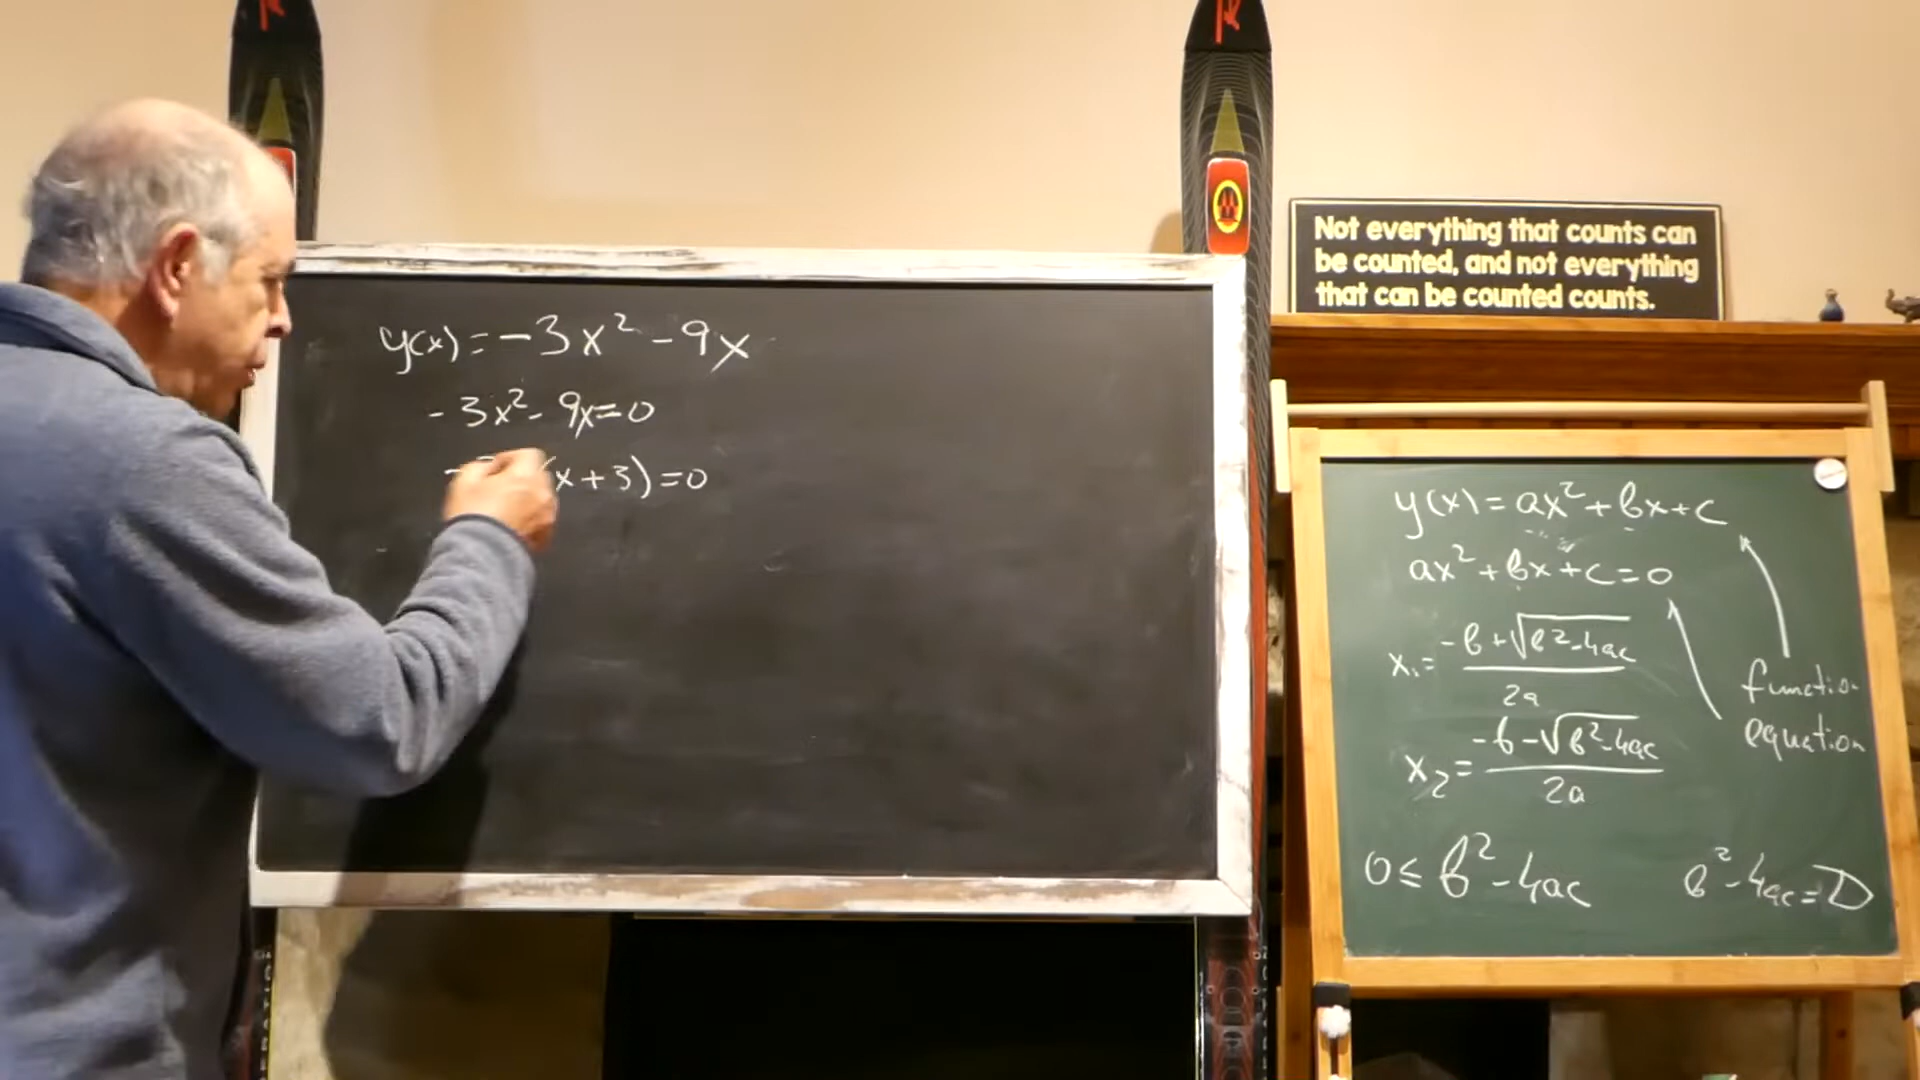 y(x) = -3x² - 9x
-3x² - 9x = 0
(x + 3) = 0
Not everything that counts can
be counted, and not everything
that can be counted counts.
y(x) = ax² + bx + c
ax² + bx + c = 0
x₁ = (-b + √(b² - 4ac)) / 2a
x₂ = (-b - √(b² - 4ac)) / 2a
function
equation
0 ≤ b² - 4ac
b² - 4ac = D